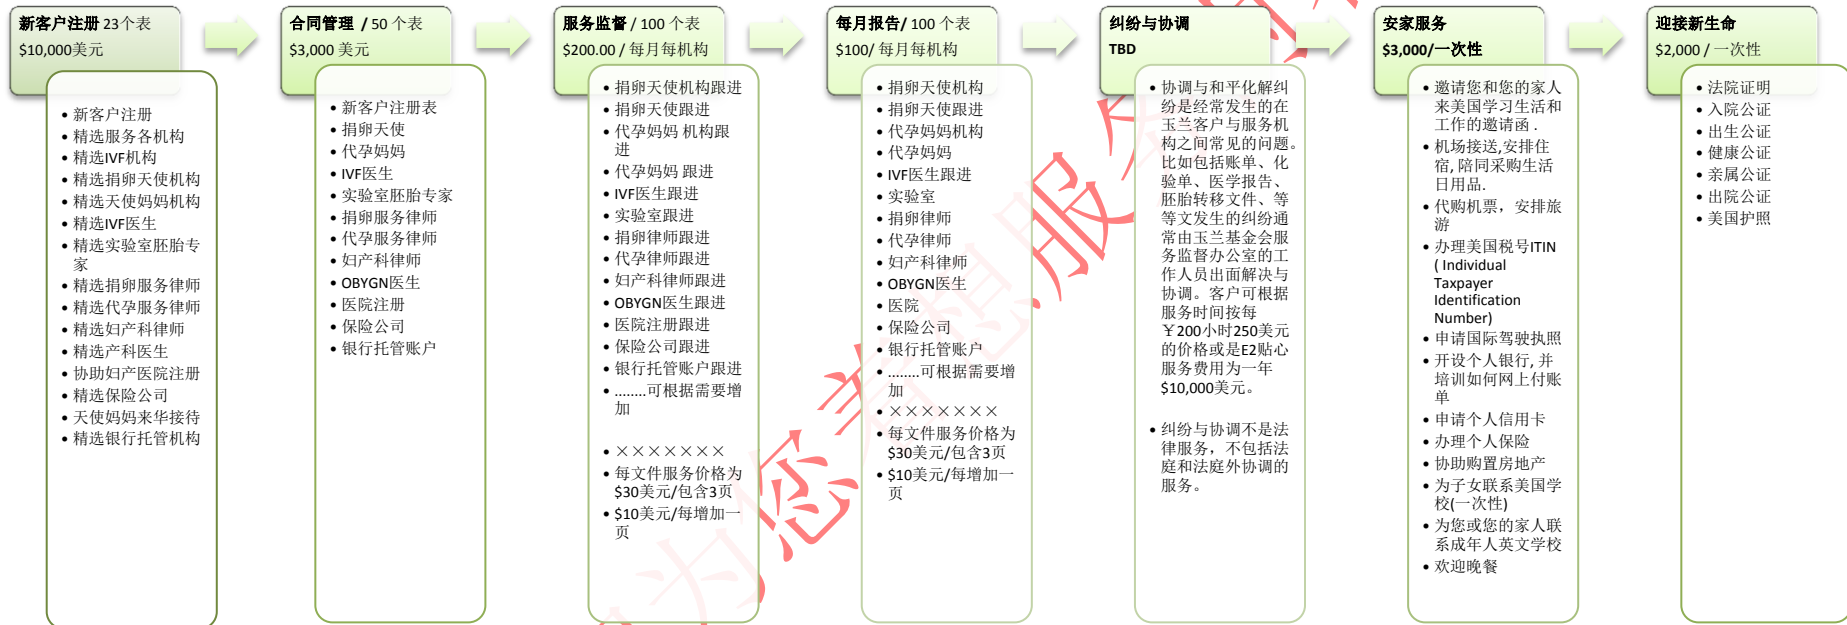 新客户注册 23个表
$10,000美元
• 新客户注册
• 精选服务各机构
• 精选IVF机构
• 精选捐卵天使机构
• 精选天使妈妈机构
• 精选IVF医生
• 精选实验室胚胎专
家
• 精选捐卵服务律师
• 精选代孕服务律师
• 精选妇产科律师
• 精选产科医生
• 协助妇产医院注册
• 精选保险公司
• 天使妈妈来华接待
• 精选银行托管机构
合同管理 / 50 个表
$3,000 美元
• 新客户注册表
• 捐卵天使
• 代孕妈妈
• IVF医生
• 实验室胚胎专家
• 捐卵服务律师
• 代孕服务律师
• 妇产科律师
• OBYGN医生
• 医院注册
• 保险公司
• 银行托管账户
服务监督/ 100 个表
$200.00 / 每月每机构
• 捐卵天使机构跟进
• 捐卵天使跟进
• 代孕妈妈 机构跟
进
• 代孕妈妈 跟进
• IVF医生跟进
• 实验室跟进
• 捐卵律师跟进
• 代孕律师跟进
• 妇产科律师跟进
• OBYGN医生跟进
• 医院注册跟进
• 保险公司跟进
• 银行托管账户跟进
• ........可根据需要增
加
• ×××××××
• 每文件服务价格为
$30美元/包含3页
• $10美元/每增加一
页
每月报告/ 100 个表
$100/ 每月每机构
• 捐卵天使机构
• 捐卵天使跟进
• 代孕妈妈机构
• 代孕妈妈
• IVF医生跟进
• 实验室
• 捐卵律师
• 代孕律师
• 妇产科律师
• OBYGN医生
• 医院
• 保险公司
• 银行托管账户
• ........可根据需要增
加
• ×××××××
• 每文件服务价格为
$30美元/包含3页
• $10美元/每增加一
页
纠纷与协调
TBD
• 协调与和平化解纠
纷是经常发生的在
玉兰客户与服务机
构之间常见的问题。
比如包括账单、化
验单、医学报告、
胚胎转移文件、等
等文发生的纠纷通
常由玉兰基金会服
务监督办公室的工
作人员出面解决与
协调。客户可根据
服务时间按每
￥200小时250美元
的价格或是E2贴心
服务费用为一年
$10,000美元。
• 纠纷与协调不是法
律服务，不包括法
庭和法庭外协调的
服务。
安家服务
$3,000/一次性
• 邀请您和您的家人
来美国学习生活和
工作的邀请函 .
• 机场接送,安排住
宿, 陪同采购生活
日用品.
• 代购机票，安排旅
游
• 办理美国税号ITIN
( Individual
Taxpayer
Identification
Number)
• 申请国际驾驶执照
• 开设个人银行, 并
培训如何网上付账
单
• 申请个人信用卡
• 办理个人保险
• 协助购置房地产
• 为子女联系美国学
校(一次性)
• 为您或您的家人联
系成年人英文学校
• 欢迎晚餐
迎接新生命
$2,000 / 一次性
• 法院证明
• 入院公证
• 出生公证
• 健康公证
• 亲属公证
• 出院公证
• 美国护照
为您着想服务